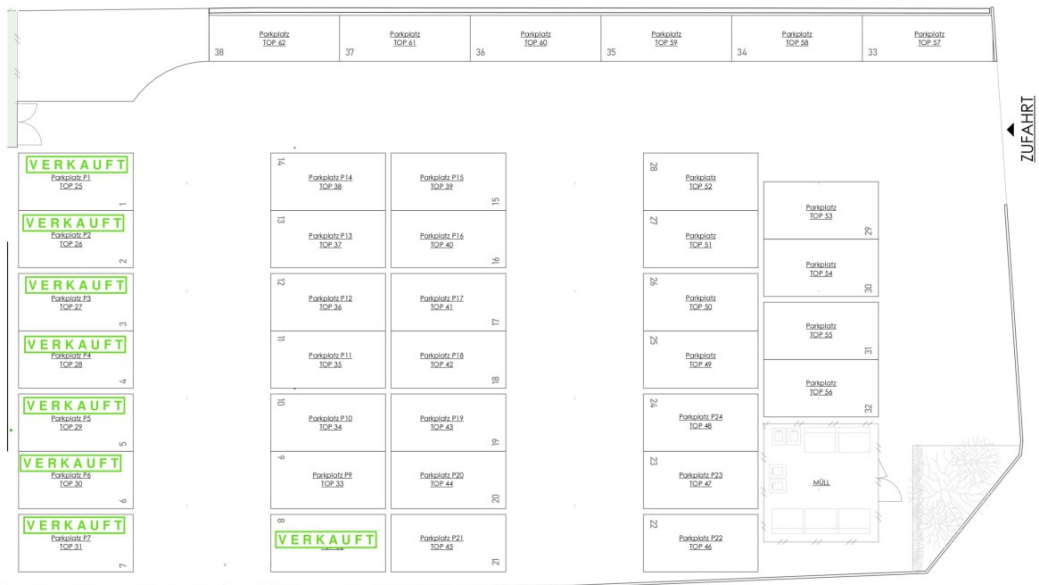 Parkplatz
TOP 62
38
Parkplatz
TOP 61
37
Parkplatz
TOP 60
36
Parkplatz
TOP 59
35
Parkplatz
TOP 58
34
Parkplatz
TOP 57
33
ZUFAHRT
VERKAUFT
Parkplatz P1
TOP 25
1
VERKAUFT
Parkplatz P2
TOP 26
2
VERKAUFT
Parkplatz P3
TOP 27
3
VERKAUFT
Parkplatz P4
TOP 28
4
VERKAUFT
Parkplatz P5
TOP 29
5
VERKAUFT
Parkplatz P6
TOP 30
6
VERKAUFT
Parkplatz P7
TOP 31
7
14
Parkplatz P14
TOP 38
13
Parkplatz P13
TOP 37
12
Parkplatz P12
TOP 36
11
Parkplatz P11
TOP 35
10
Parkplatz P10
TOP 34
9
Parkplatz P9
TOP 33
8
VERKAUFT
Parkplatz P15
TOP 39
15
Parkplatz P16
TOP 40
16
Parkplatz P17
TOP 41
17
Parkplatz P18
TOP 42
18
Parkplatz P19
TOP 43
19
Parkplatz P20
TOP 44
20
Parkplatz P21
TOP 45
21
28
Parkplatz
TOP 52
27
Parkplatz
TOP 51
26
Parkplatz
TOP 50
25
Parkplatz
TOP 49
24
Parkplatz P24
TOP 48
23
Parkplatz P23
TOP 47
22
Parkplatz P22
TOP 46
Parkplatz
TOP 53
29
Parkplatz
TOP 54
30
Parkplatz
TOP 55
31
Parkplatz
TOP 56
32
MÜLL